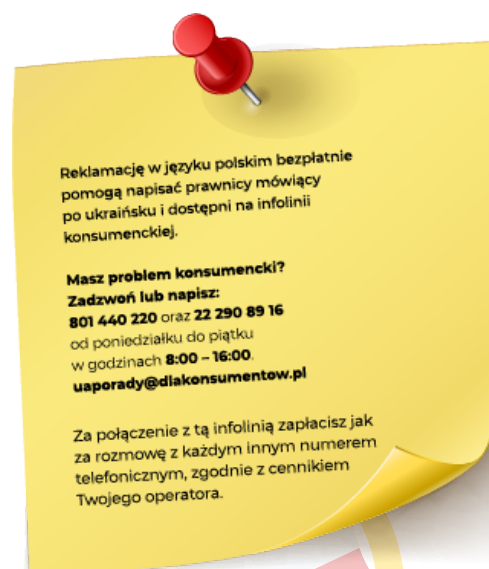 Reklamację w języku polskim bezpłatnie
pomogą napisać prawnicy mówiący
po ukraińsku i dostępni na infolinii
konsumenckiej.
Masz problem konsumencki?
Zadzwoń lub napisz:
801 440 220 oraz 22 290 89 16
od poniedziałku do piątku
w godzinach 8:00 – 16:00.
uaporady@dlakonsumentow.pl
Za połączenie z tą infolinią zapłacisz jak
za rozmowę z każdym innym numerem
telefonicznym, zgodnie z cennikiem
Twojego operatora.